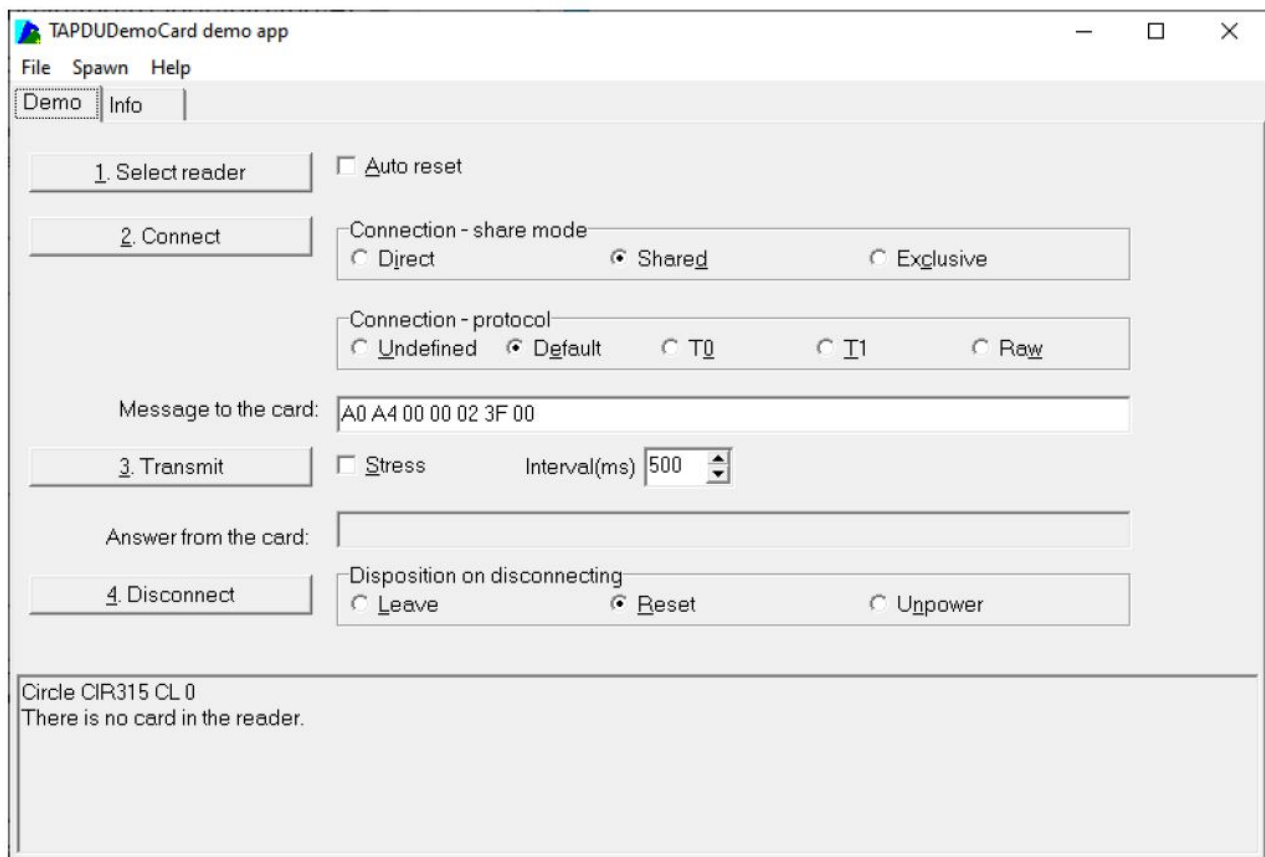 TAPDUDemoCard demo app
File Spawn Help
Demo Info
1. Select reader Auto reset
2. Connect Connection - share mode
Direct Shared Exclusive
Connection - protocol
Undefined Default T0 T1 Raw
Message to the card: A0 A4 00 00 02 3F 00
3. Transmit Stress Interval(ms) 500
Answer from the card:
4. Disconnect Disposition on disconnecting
Leave Reset Unpower
Circle CIR315 CL 0
There is no card in the reader.